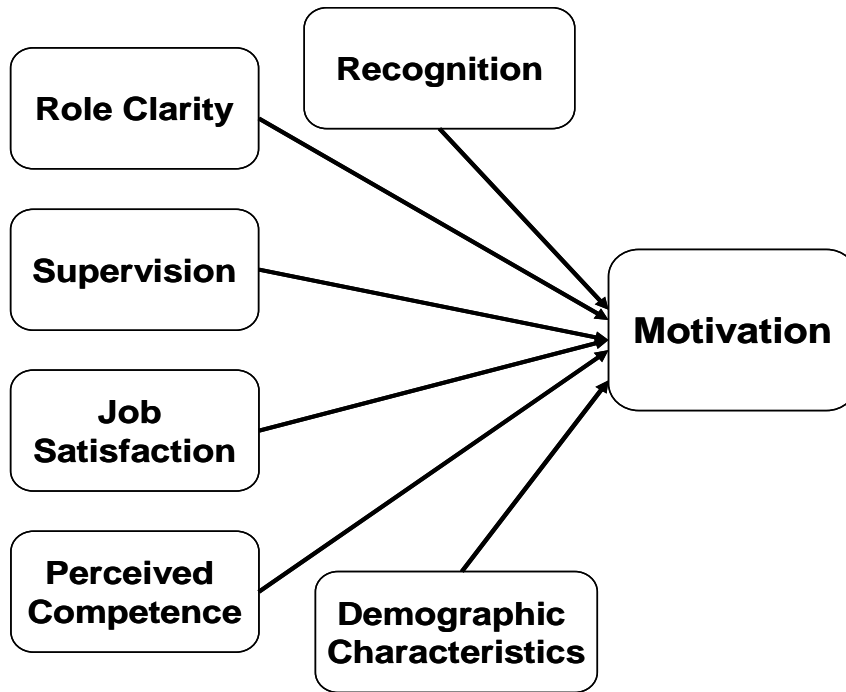 Recognition
Role Clarity
Supervision
Motivation
Job
Satisfaction
Perceived
Competence
Demographic
Characteristics